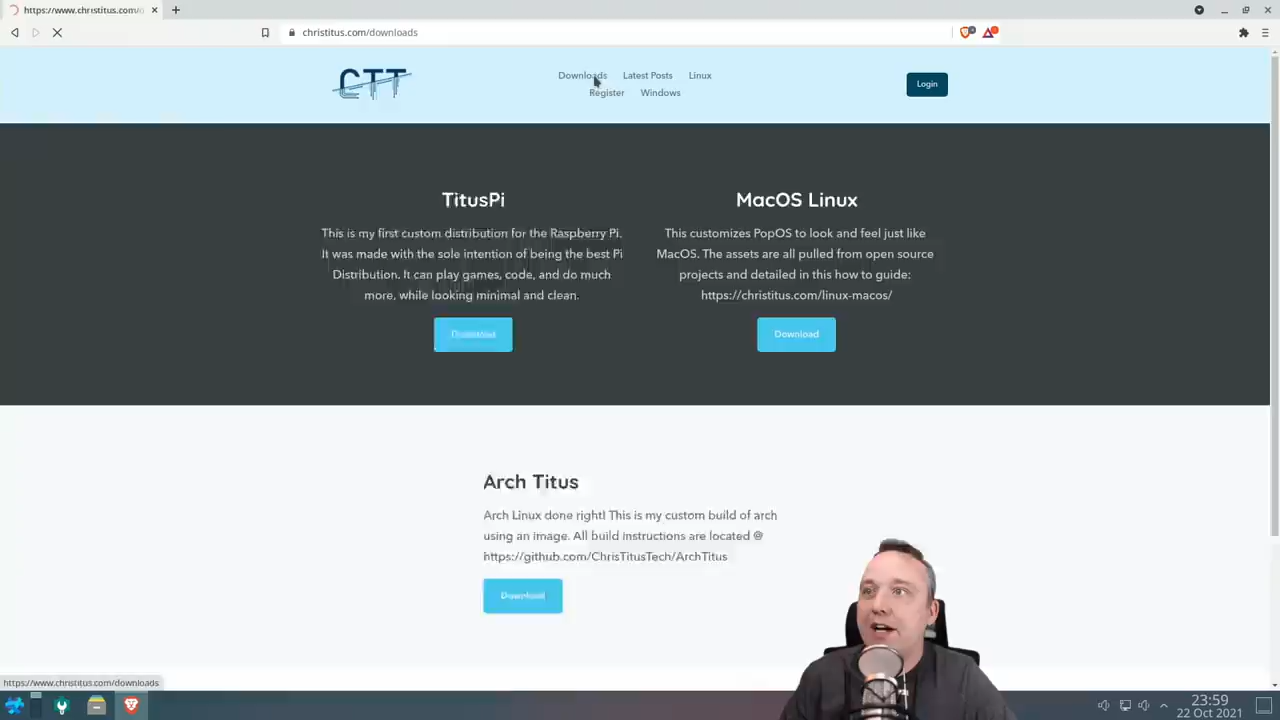 https://www.christitus.com/d
christitus.com/downloads
CTT
Downloads Latest Posts Linux
Register Windows
Login
TitusPi
This is my first custom distribution for the Raspberry Pi.
It was made with the sole intention of being the best Pi
Distribution. It can play games, code, and do much
more, while looking minimal and clean.
Download
MacOS Linux
This customizes PopOS to look and feel just like
MacOS. The assets are all pulled from open source
projects and detailed in this how to guide:
https://christitus.com/linux-macos/
Download
Arch Titus
Arch Linux done right! This is my custom build of arch
using an image. All build instructions are located @
https://github.com/ChrisTitusTech/ArchTitus
Download
https://www.christitus.com/downloads
23:59
22 Oct 2021